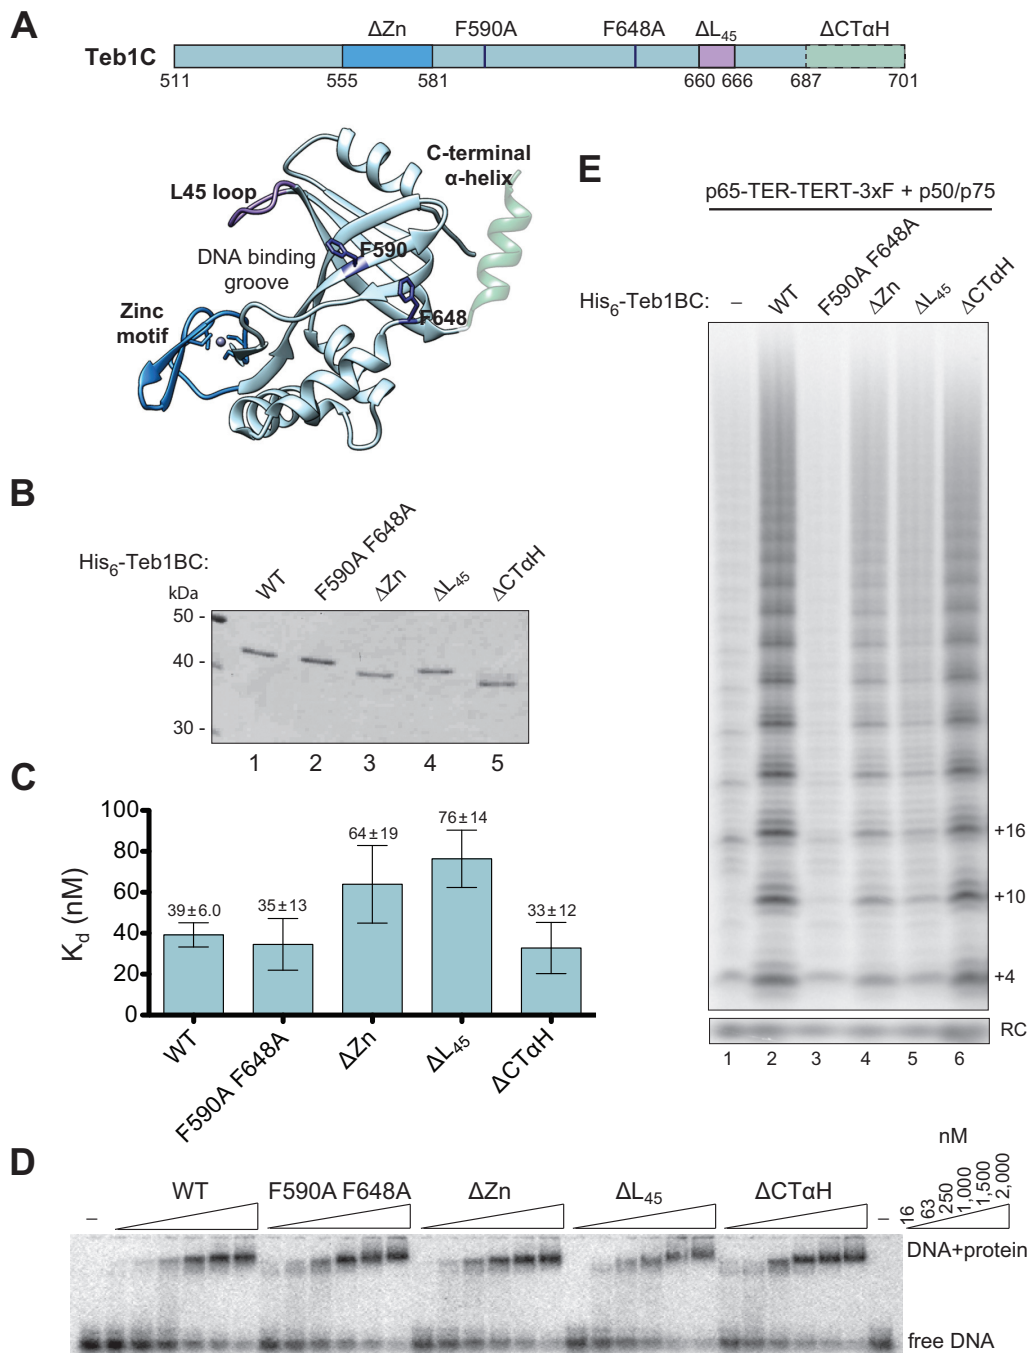 A
ΔZn F590A F648A ΔL45 ΔCTαH
Teb1C
511 555 581 660 666 687 701
C-terminal
α-helix
L45 loop
F590
DNA binding
groove
F648
Zinc
motif
B
His6-Teb1BC: WT F590A F648A ΔZn ΔL45 ΔCTαH
kDa
50 -
40 -
30 -
1 2 3 4 5
C
Kd (nM)
100
80
60
40
20
0
39±6.0 35±13 64±19 76±14 33±12
WT F590A F648A ΔZn ΔL45 ΔCTαH
D
– WT F590A F648A ΔZn ΔL45 ΔCTαH –
nM
16 63 250 1,000 1,500 2,000
DNA+protein
free DNA
E
p65-TER-TERT-3xF + p50/p75
His6-Teb1BC: – WT F590A F648A ΔZn ΔL45 ΔCTαH
+16
+10
+4
RC
1 2 3 4 5 6